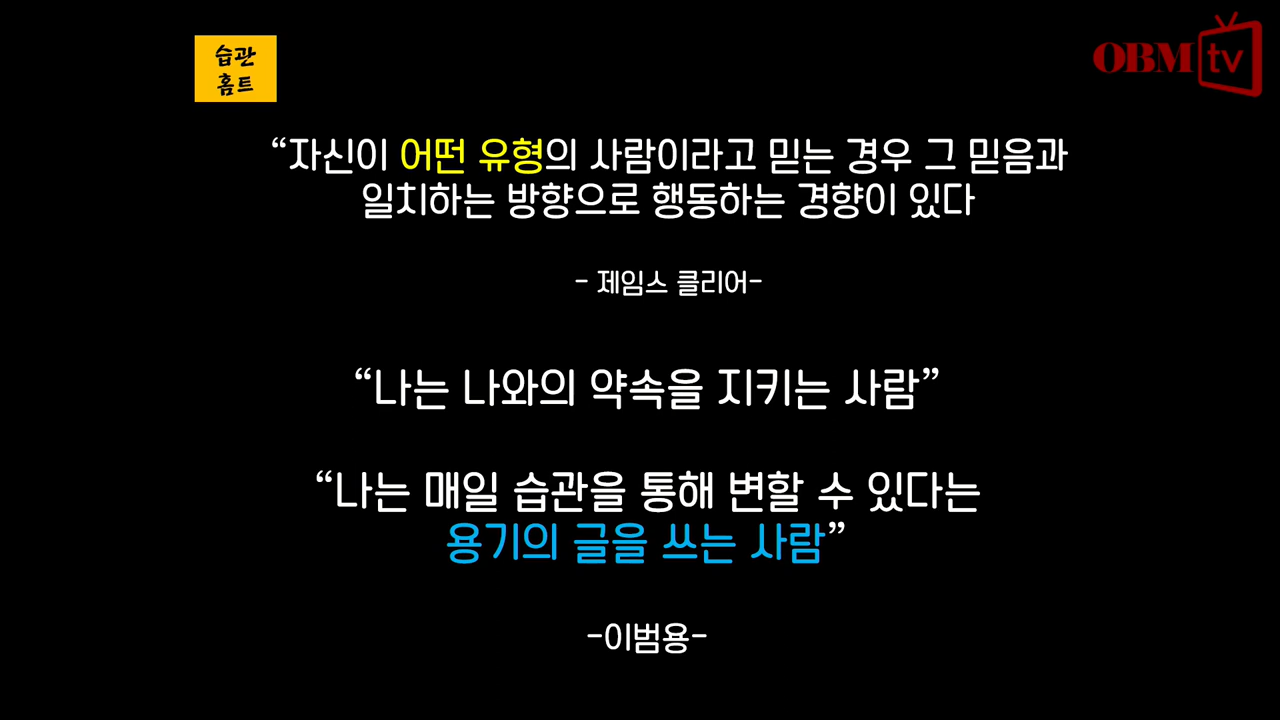 습관
홈트
OBM tv
“자신이 어떤 유형의 사람이라고 믿는 경우 그 믿음과
일치하는 방향으로 행동하는 경향이 있다
- 제임스 클리어-
“나는 나와의 약속을 지키는 사람”
“나는 매일 습관을 통해 변할 수 있다는
용기의 글을 쓰는 사람”
-이범용-